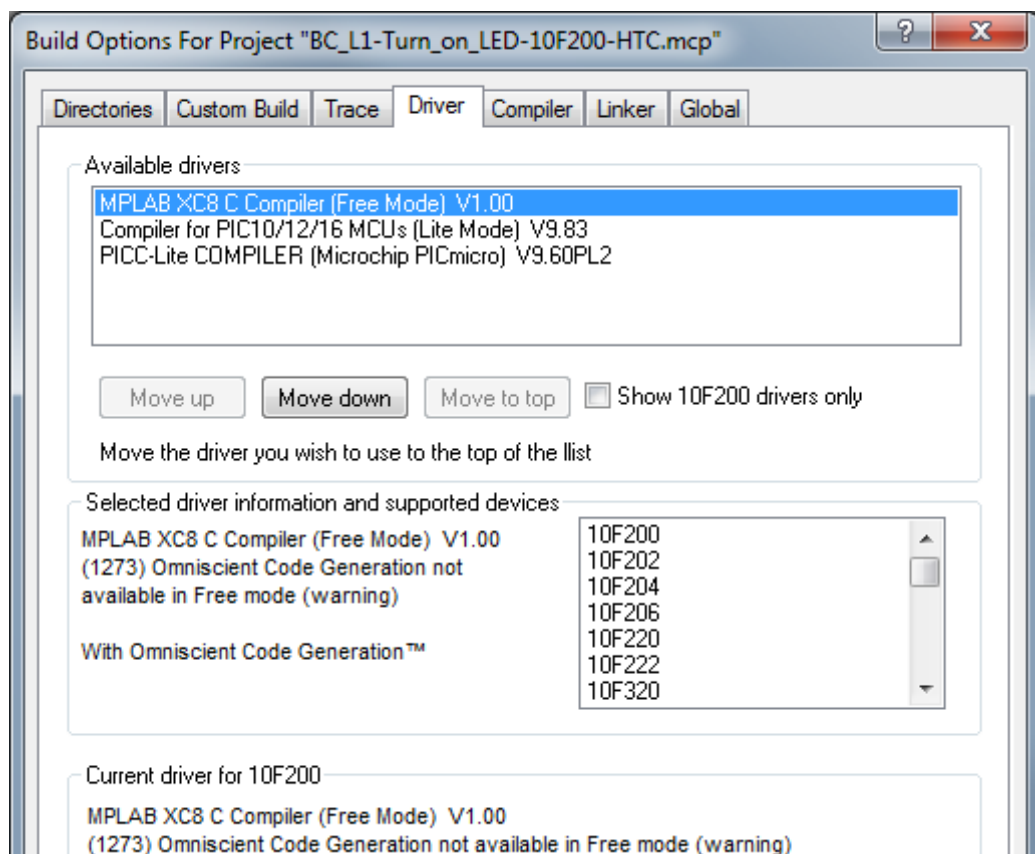 Build Options For Project "BC_L1-Turn_on_LED-10F200-HTC.mcp"
?
Directories Custom Build Trace Driver Compiler Linker Global
Available drivers
MPLAB XC8 C Compiler (Free Mode) V1.00
Compiler for PIC10/12/16 MCUs (Lite Mode) V9.83
PICC-Lite COMPILER (Microchip PICmicro) V9.60PL2
Move up Move down Move to top Show 10F200 drivers only
Move the driver you wish to use to the top of the llist
Selected driver information and supported devices
MPLAB XC8 C Compiler (Free Mode) V1.00
(1273) Omniscient Code Generation not
available in Free mode (warning)
With Omniscient Code Generation™
10F200
10F202
10F204
10F206
10F220
10F222
10F320
Current driver for 10F200
MPLAB XC8 C Compiler (Free Mode) V1.00
(1273) Omniscient Code Generation not available in Free mode (warning)